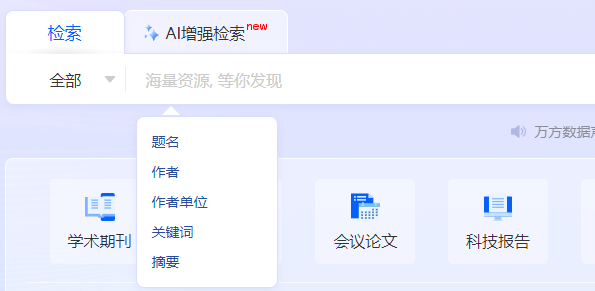 检索
AI增强检索new
全部
海量资源, 等你发现
万方数据
题名
作者
作者单位
关键词
摘要
学术期刊
会议论文
科技报告